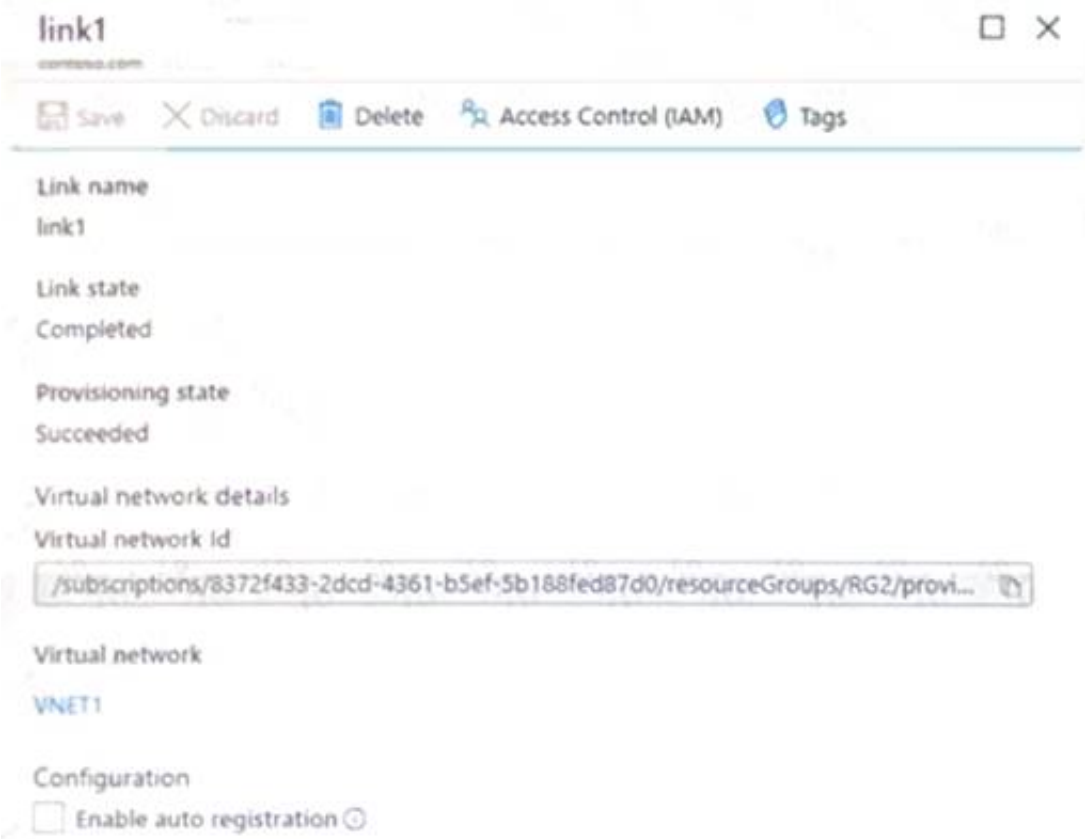 link1
contoso.com
Save Discard Delete Access Control (IAM) Tags
Link name
link1
Link state
Completed
Provisioning state
Succeeded
Virtual network details
Virtual network Id
/subscriptions/8372f433-2dcd-4361-b5ef-5b188fed87d0/resourceGroups/RG2/provi...
Virtual network
VNET1
Configuration
Enable auto registration